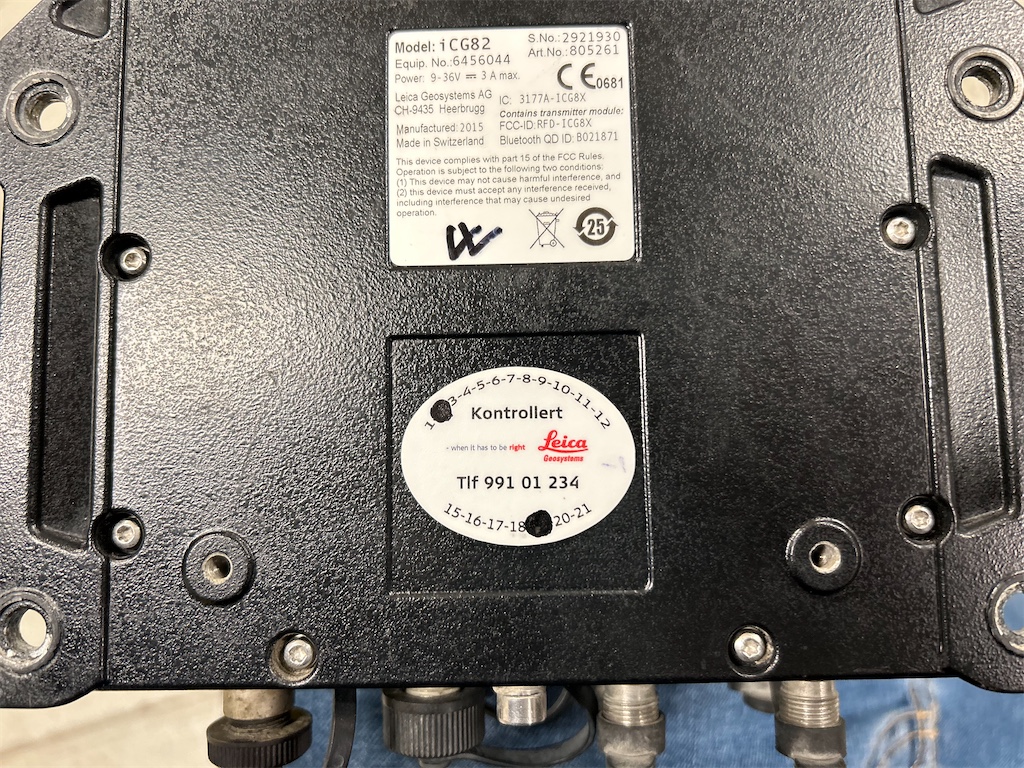 Model: iCG82
S.No.: 2921930
Equip. No.: 6456044
Art.No.: 805261
Power: 9-36V ⎓ 3 A max.
CE0681
Leica Geosystems AG
CH-9435 Heerbrugg
IC: 3177A-ICG8X
Contains transmitter module:
FCC-ID: RFD-ICG8X
Manufactured: 2015
Made in Switzerland
Bluetooth QD ID: B021871
This device complies with part 15 of the FCC Rules.
Operation is subject to the following two conditions:
(1) This device may not cause harmful interference, and
(2) this device must accept any interference received,
including interference that may cause undesired
operation.
25
3-4-5-6-7-8-9-10-11-12
Kontrollert
- when it has to be right
Leica
Geosystems
Tlf 991 01 234
15-16-17-18 20-21